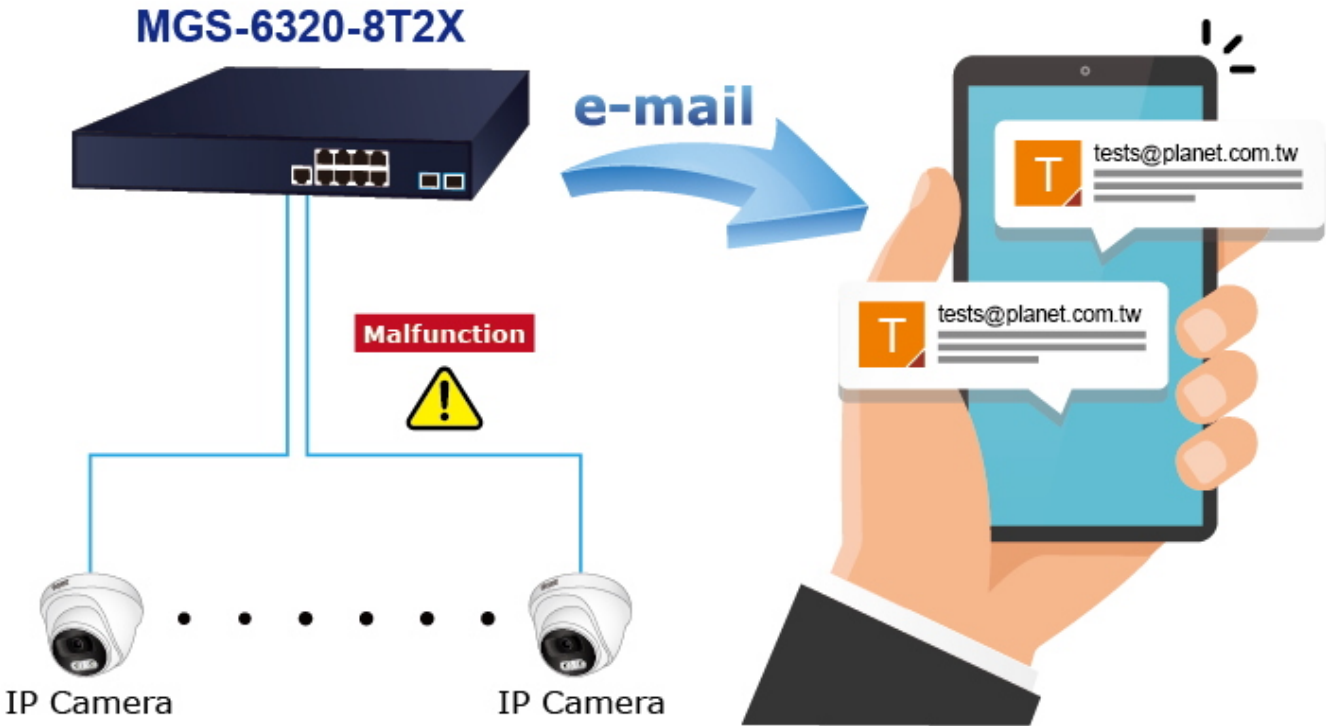 MGS-6320-8T2X
e-mail
T
tests@planet.com.tw
T
tests@planet.com.tw
Malfunction
!
IP Camera
IP Camera